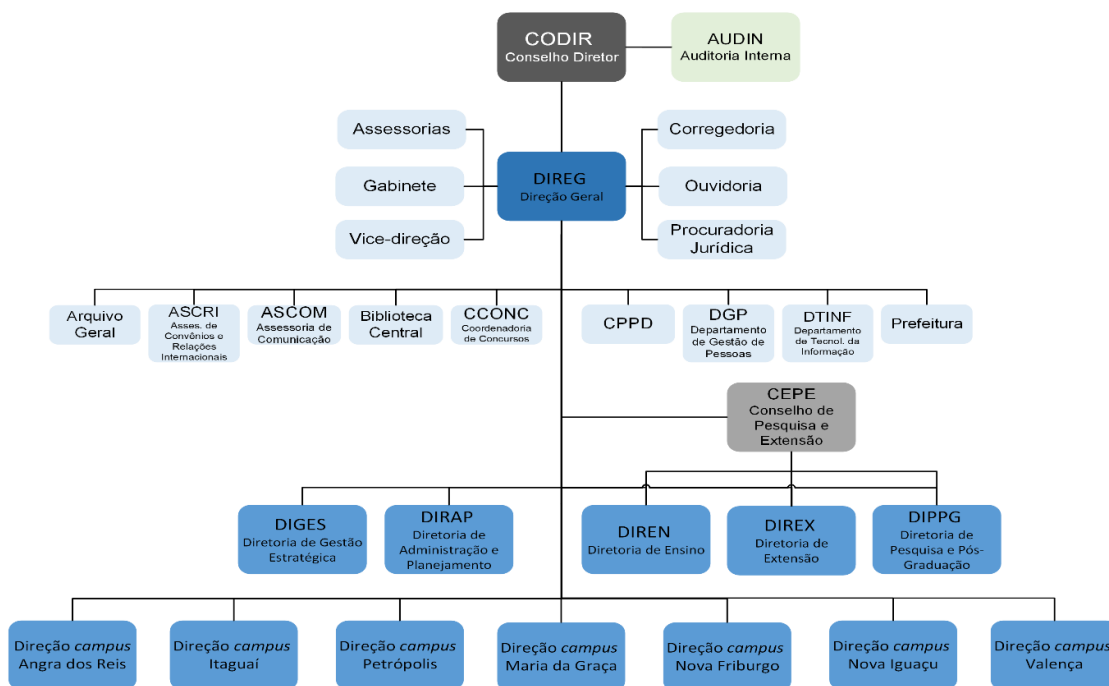 CODIR
Conselho Diretor
AUDIN
Auditoria Interna
Assessorias
Corregedoria
DIREG
Direção Geral
Gabinete
Ouvidoria
Vice-direção
Procuradoria
Jurídica
Arquivo
Geral
ASCRI
Asses. de
Convênios e
Relações
Internacionais
ASCOM
Assessoria de
Comunicação
Biblioteca
Central
CCONC
Coordenadoria
de Concursos
CPPD
DGP
Departamento
de Gestão de
Pessoas
DTINF
Departamento
de Tecnol. da
Informação
Prefeitura
CEPE
Conselho de
Pesquisa e
Extensão
DIGES
Diretoria de Gestão
Estratégica
DIRAP
Diretoria de
Administração e
Planejamento
DIREN
Diretoria de Ensino
DIREX
Diretoria de
Extensão
DIPPG
Diretoria de
Pesquisa e Pós-
Graduação
Direção campus
Angra dos Reis
Direção campus
Itaguaí
Direção campus
Petrópolis
Direção campus
Maria da Graça
Direção campus
Nova Friburgo
Direção campus
Nova Iguaçu
Direção campus
Valença